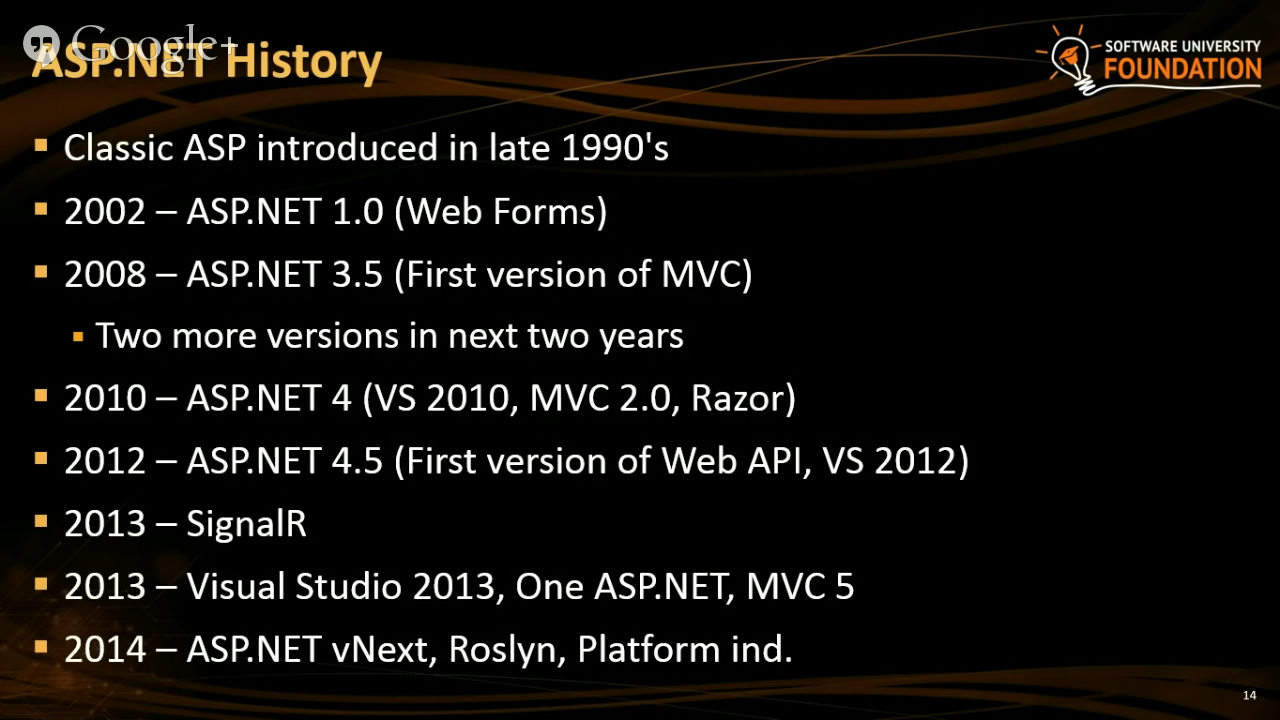 Google+
ASP.NET History
SOFTWARE UNIVERSITY
FOUNDATION
Classic ASP introduced in late 1990's
2002 – ASP.NET 1.0 (Web Forms)
2008 – ASP.NET 3.5 (First version of MVC)
Two more versions in next two years
2010 – ASP.NET 4 (VS 2010, MVC 2.0, Razor)
2012 – ASP.NET 4.5 (First version of Web API, VS 2012)
2013 – SignalR
2013 – Visual Studio 2013, One ASP.NET, MVC 5
2014 – ASP.NET vNext, Roslyn, Platform ind.
14